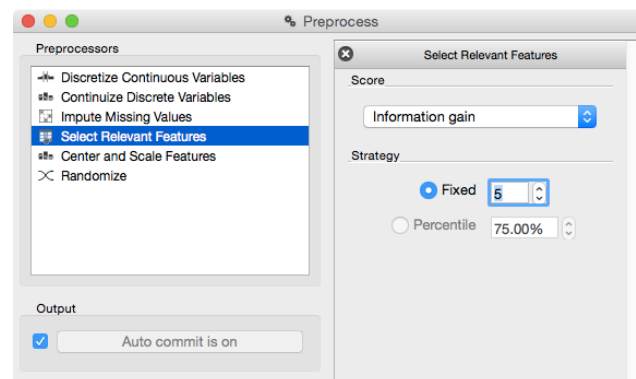 Preprocess
Preprocessors
Discretize Continuous Variables
Continuize Discrete Variables
Impute Missing Values
Select Relevant Features
Center and Scale Features
Randomize
Output
Auto commit is on
Select Relevant Features
Score
Information gain
Strategy
Fixed 5
Percentile 75.00%